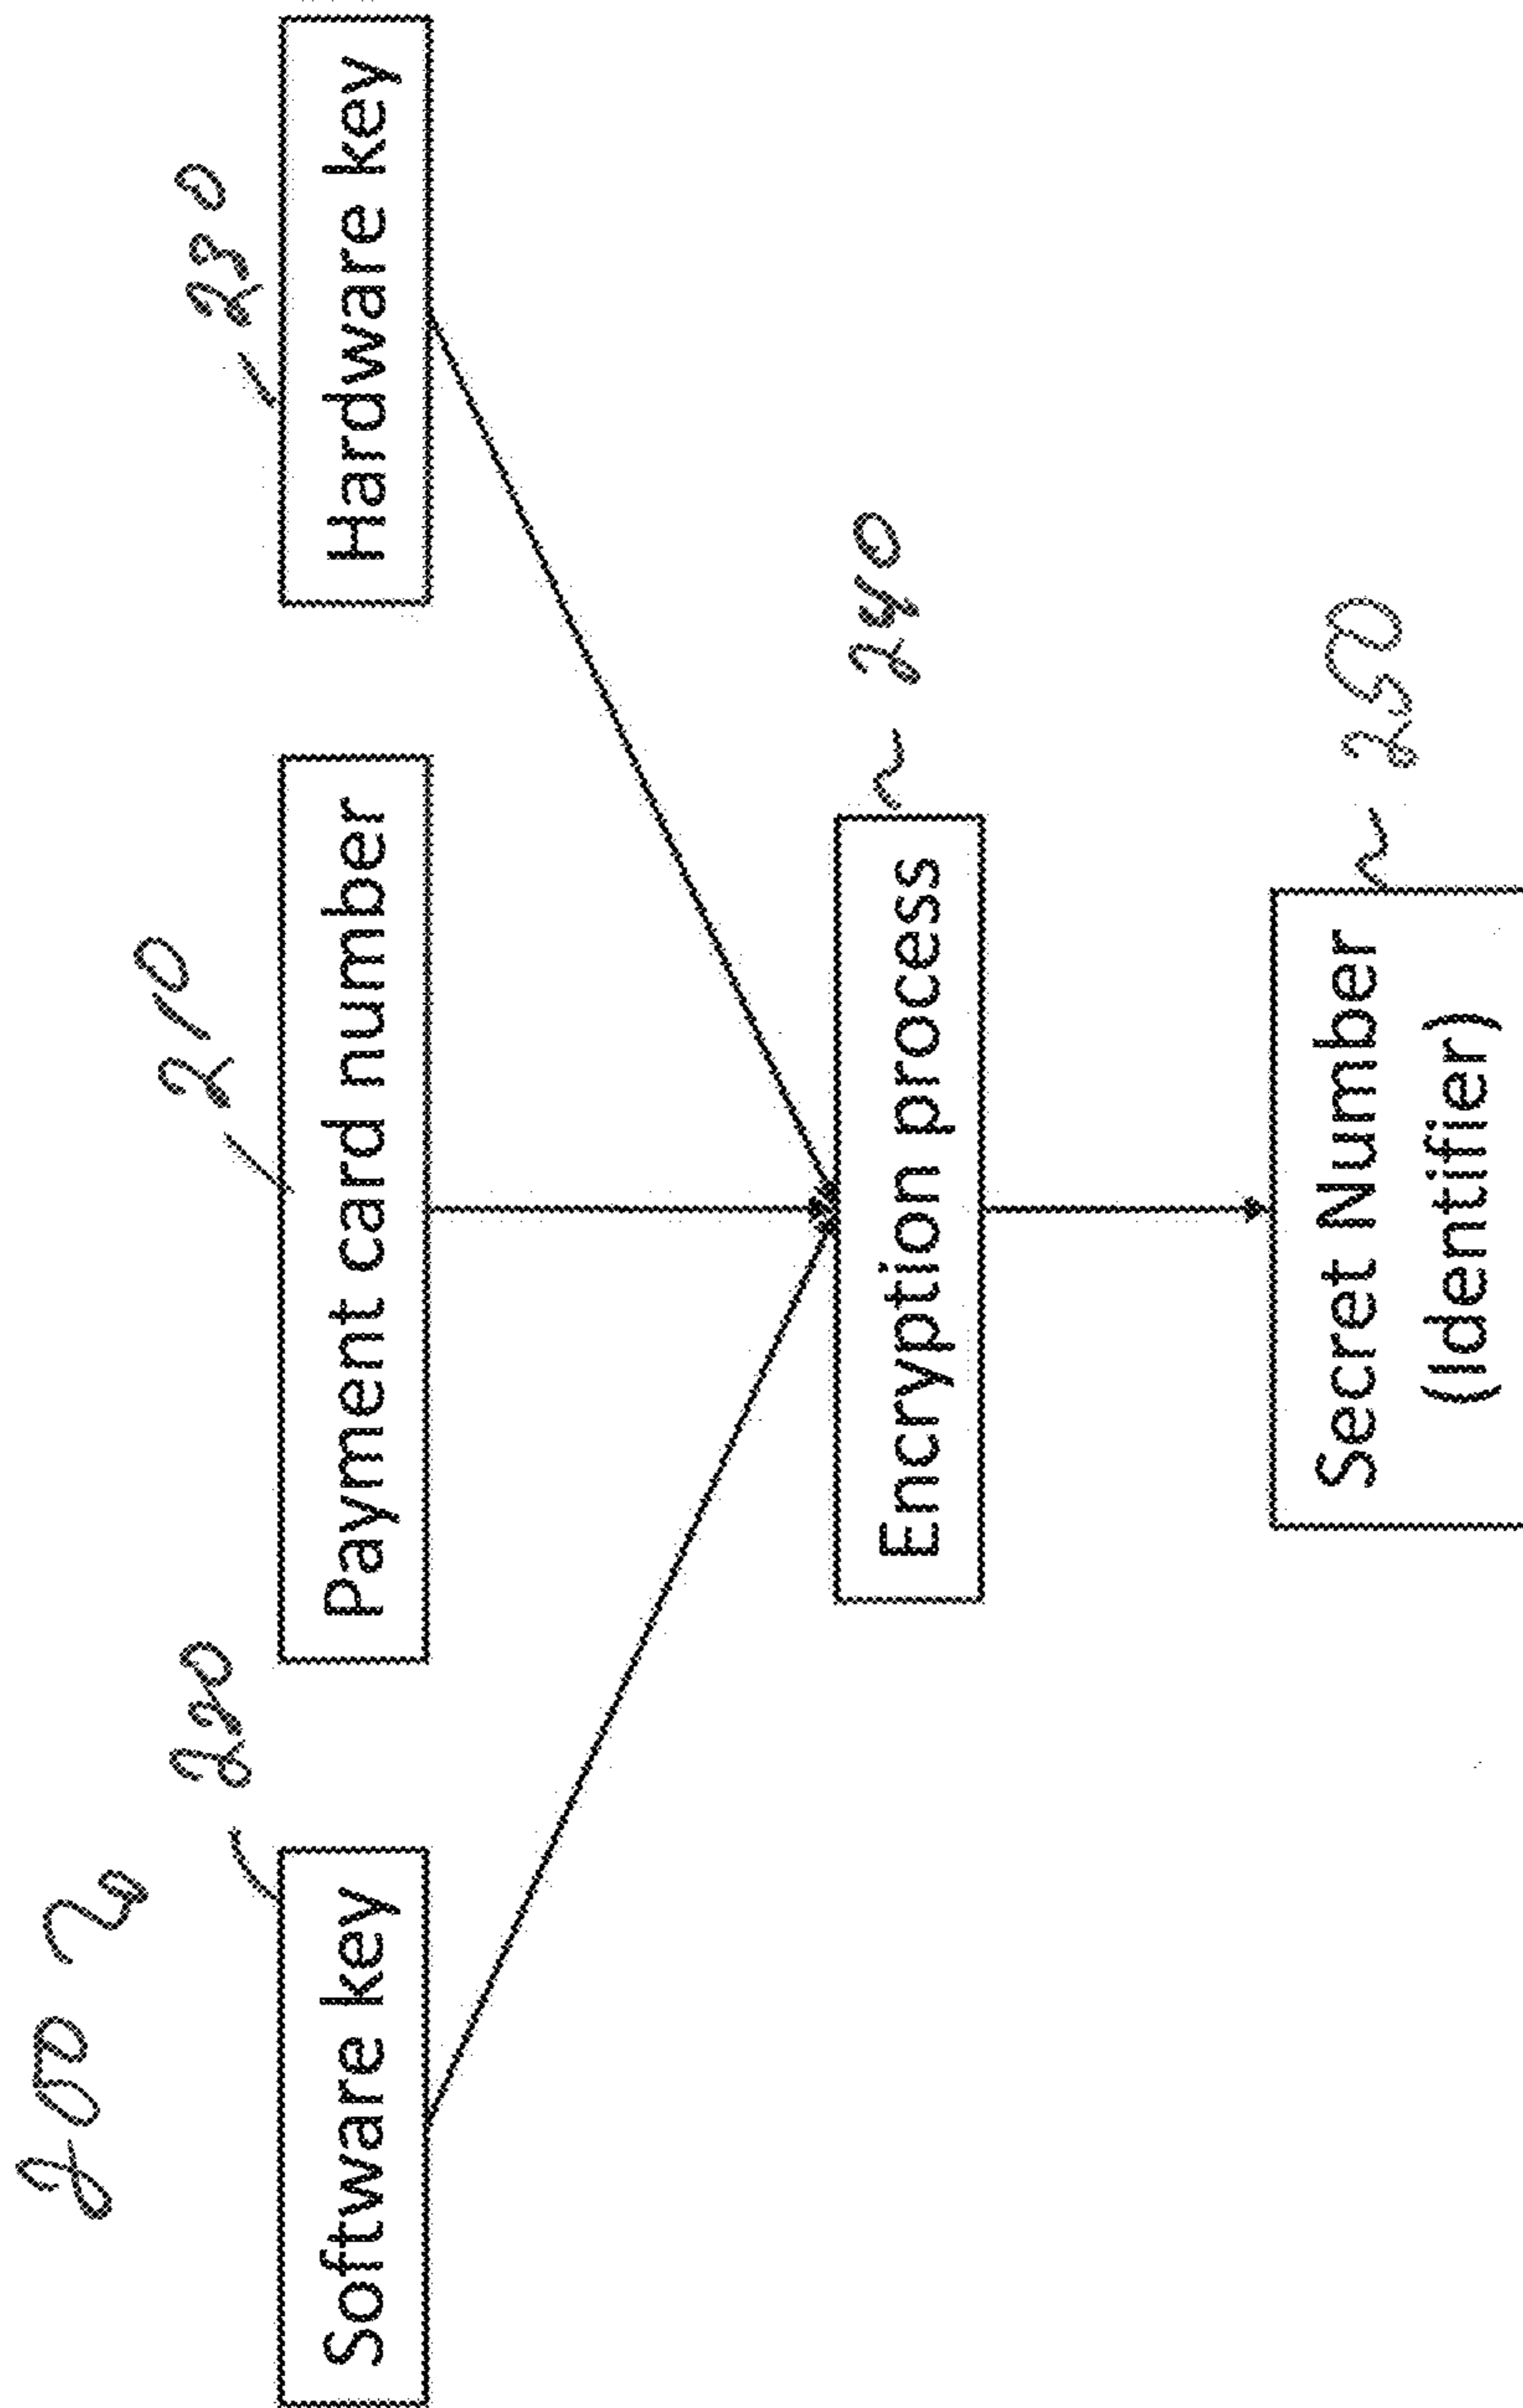 200
220
210
230
Software key
Payment card number
Hardware key
Encryption process
240
Secret Number
(Identifier)
250